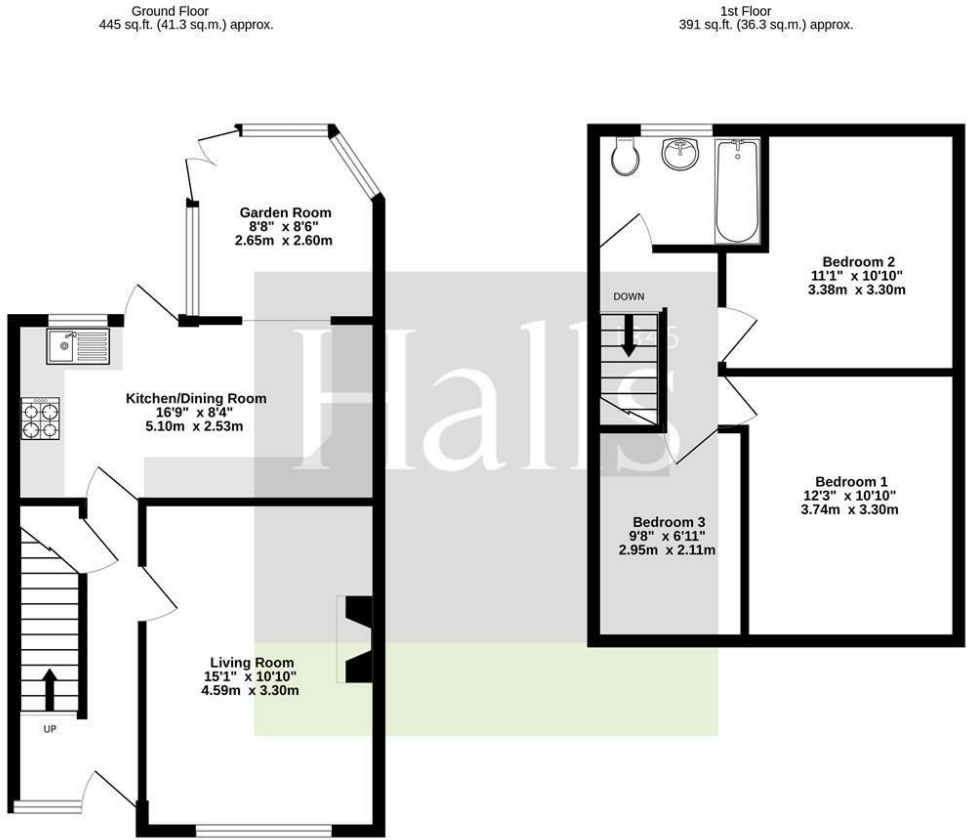 Ground Floor
445 sq.ft. (41.3 sq.m.) approx.
1st Floor
391 sq.ft. (36.3 sq.m.) approx.
Garden Room
8'8" x 8'6"
2.65m x 2.60m
Kitchen/Dining Room
16'9" x 8'4"
5.10m x 2.53m
Living Room
15'1" x 10'10"
4.59m x 3.30m
UP
Bedroom 2
11'1" x 10'10"
3.38m x 3.30m
DOWN
Bedroom 1
12'3" x 10'10"
3.74m x 3.30m
Bedroom 3
9'8" x 6'11"
2.95m x 2.11m
Halls